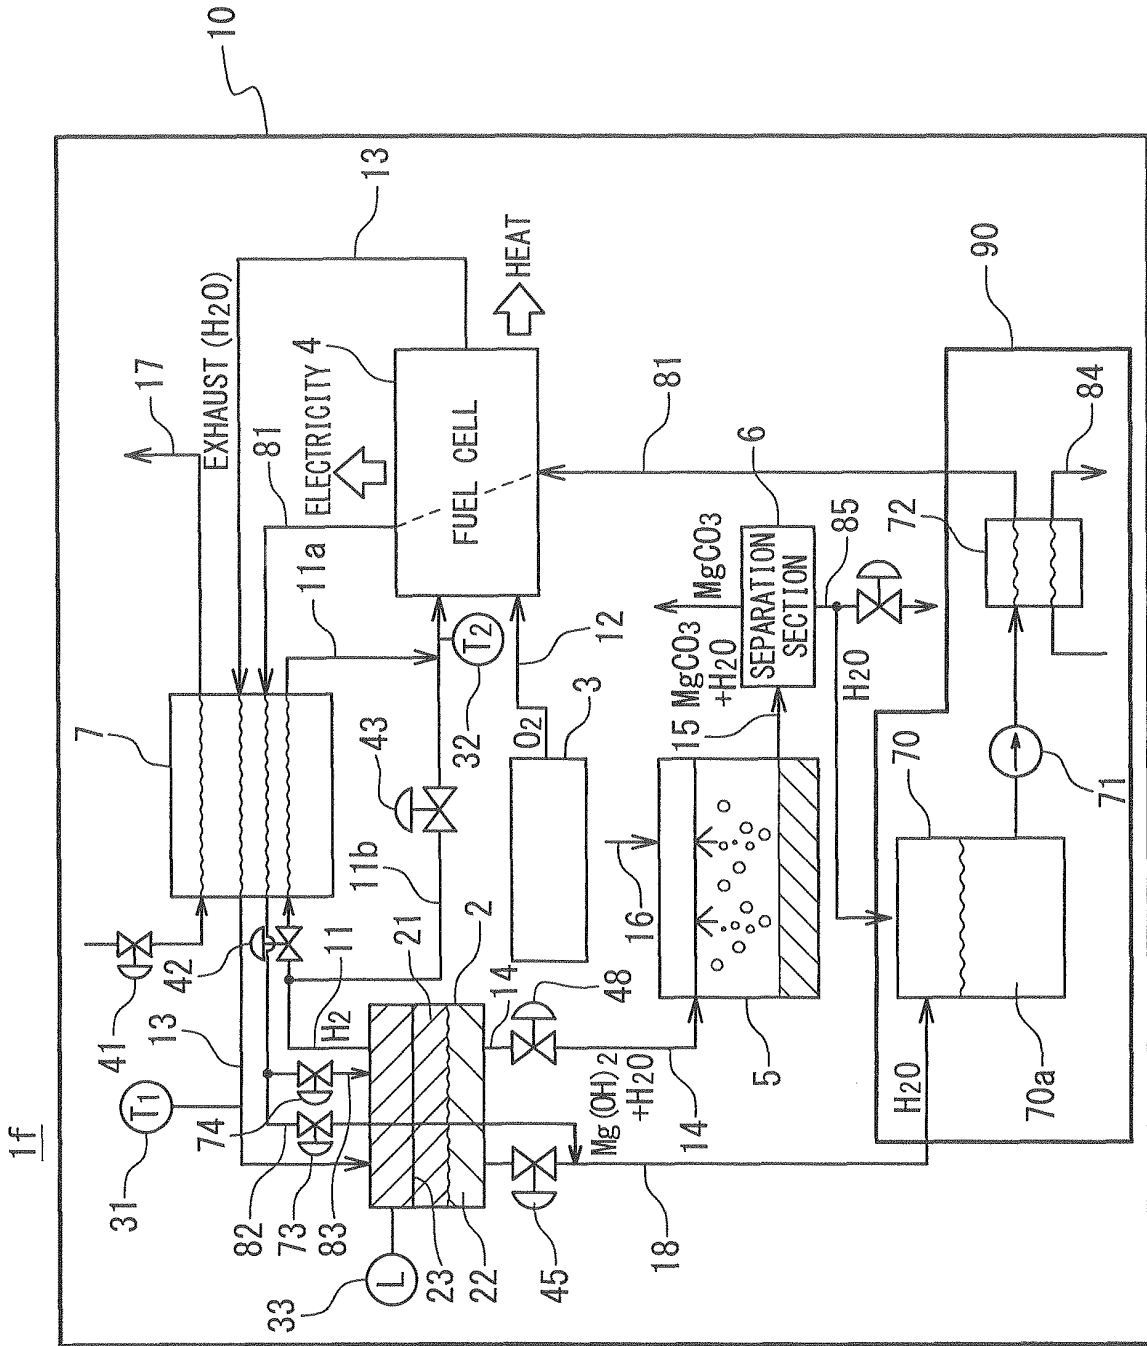 1f
7
41
31
T1
17
13
10
42
EXHAUST (H2O)
82
81
33
74
73
ELECTRICITY 4
83
H2
11
11b
11a
13
43
L
21
23
FUEL CELL
2
T2
32
22
HEAT
14
O2
12
45
48
3
Mg(OH)2
+H2O
14
16
18
5
15 MgCO3
+H2O
MgCO3
6
81
SEPARATION
SECTION
85
H2O
H2O
70
72
90
70a
71
84